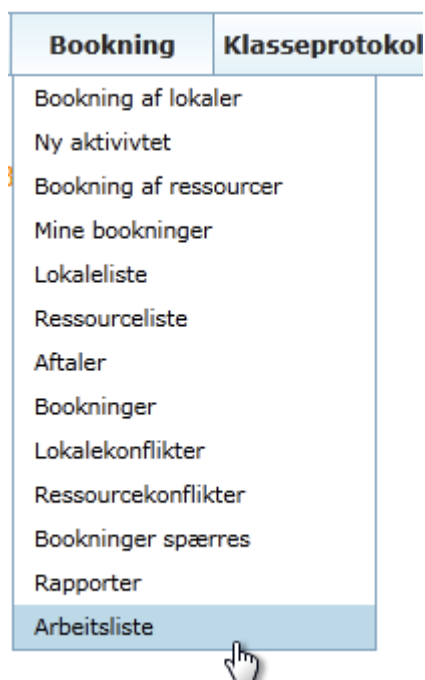 Bookning
Klasseprotokol
Bookning af lokaler
Ny aktivivtet
Bookning af ressourcer
Mine bookninger
Lokaleliste
Ressourceliste
Aftaler
Bookninger
Lokalekonflikter
Ressourcekonflikter
Bookninger spærres
Rapporter
Arbeitsliste